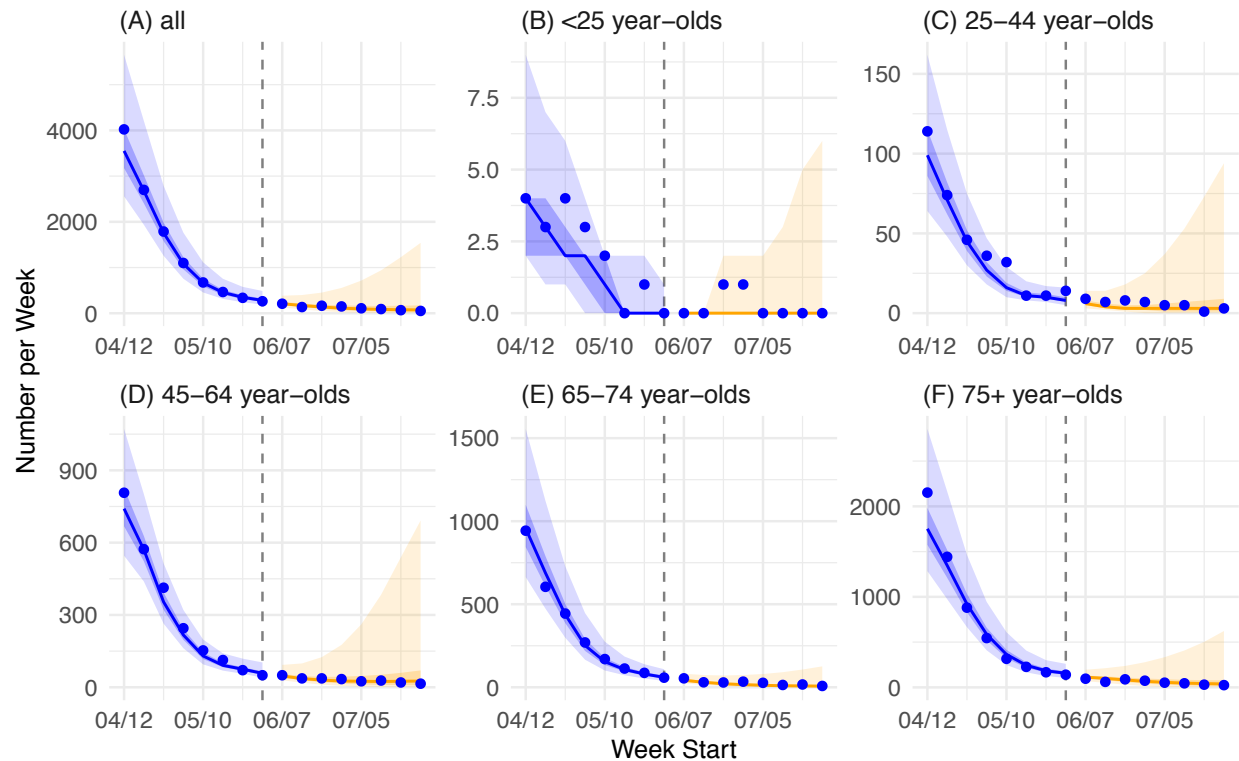 (A) all
(B) <25 year−olds
(C) 25−44 year−olds
4000
2000
0
04/12 05/10 06/07 07/05
7.5
5.0
2.5
0.0
04/12 05/10 06/07 07/05
150
100
50
0
04/12 05/10 06/07 07/05
Number per Week
(D) 45−64 year−olds
(E) 65−74 year−olds
(F) 75+ year−olds
900
600
300
0
04/12 05/10 06/07 07/05
1500
1000
500
0
04/12 05/10 06/07 07/05
2000
1000
0
04/12 05/10 06/07 07/05
Week Start